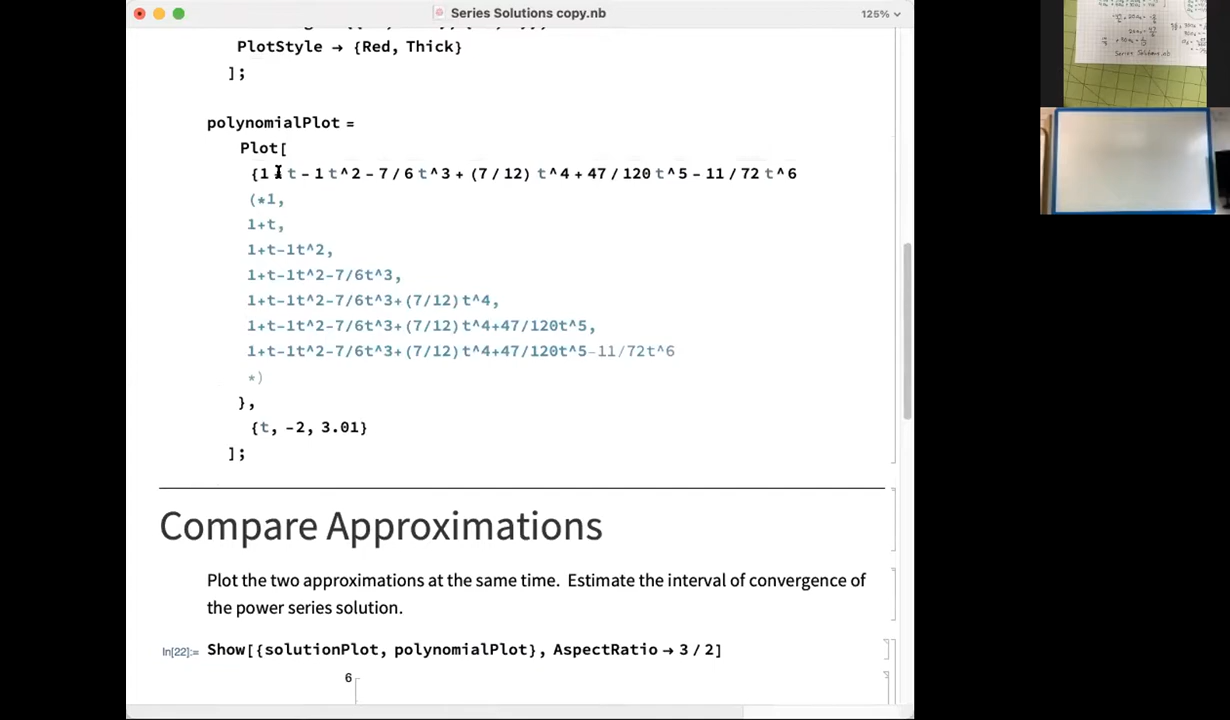 Series Solutions copy.nb
125%
PlotStyle → {Red, Thick}
];
polynomialPlot =
Plot[
{1 t - 1 t^2 - 7/6 t^3 + (7/12) t^4 + 47/120 t^5 - 11/72 t^6
(*1,
1+t,
1+t-1t^2,
1+t-1t^2-7/6t^3,
1+t-1t^2-7/6t^3+(7/12)t^4,
1+t-1t^2-7/6t^3+(7/12)t^4+47/120t^5,
1+t-1t^2-7/6t^3+(7/12)t^4+47/120t^5-11/72t^6
*)
},
{t, -2, 3.01}
];
Compare Approximations
Plot the two approximations at the same time. Estimate the interval of convergence of
the power series solution.
In[22]:= Show[{solutionPlot, polynomialPlot}, AspectRatio → 3/2]
6
Series Solutions.nb